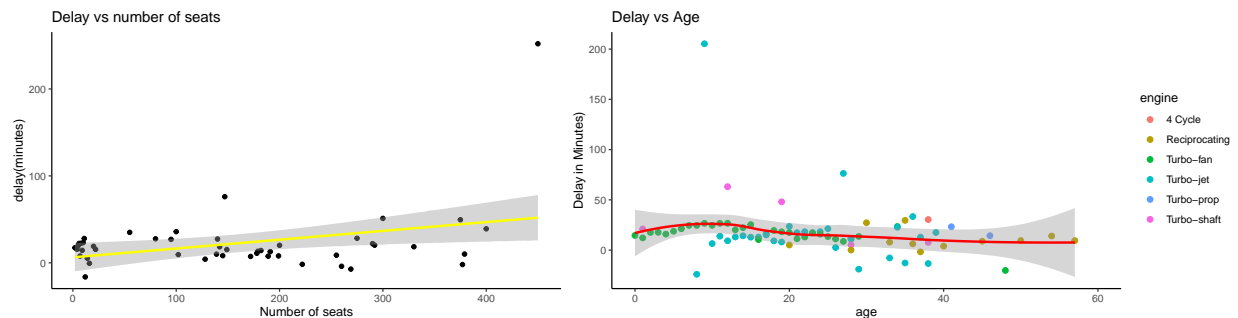 Delay vs number of seats
delay(minutes)
200
100
0
0
100
200
300
400
Number of seats
Delay vs Age
Delay in Minutes)
200
150
100
50
0
0
20
40
60
age
engine
4 Cycle
Reciprocating
Turbo−fan
Turbo−jet
Turbo−prop
Turbo−shaft